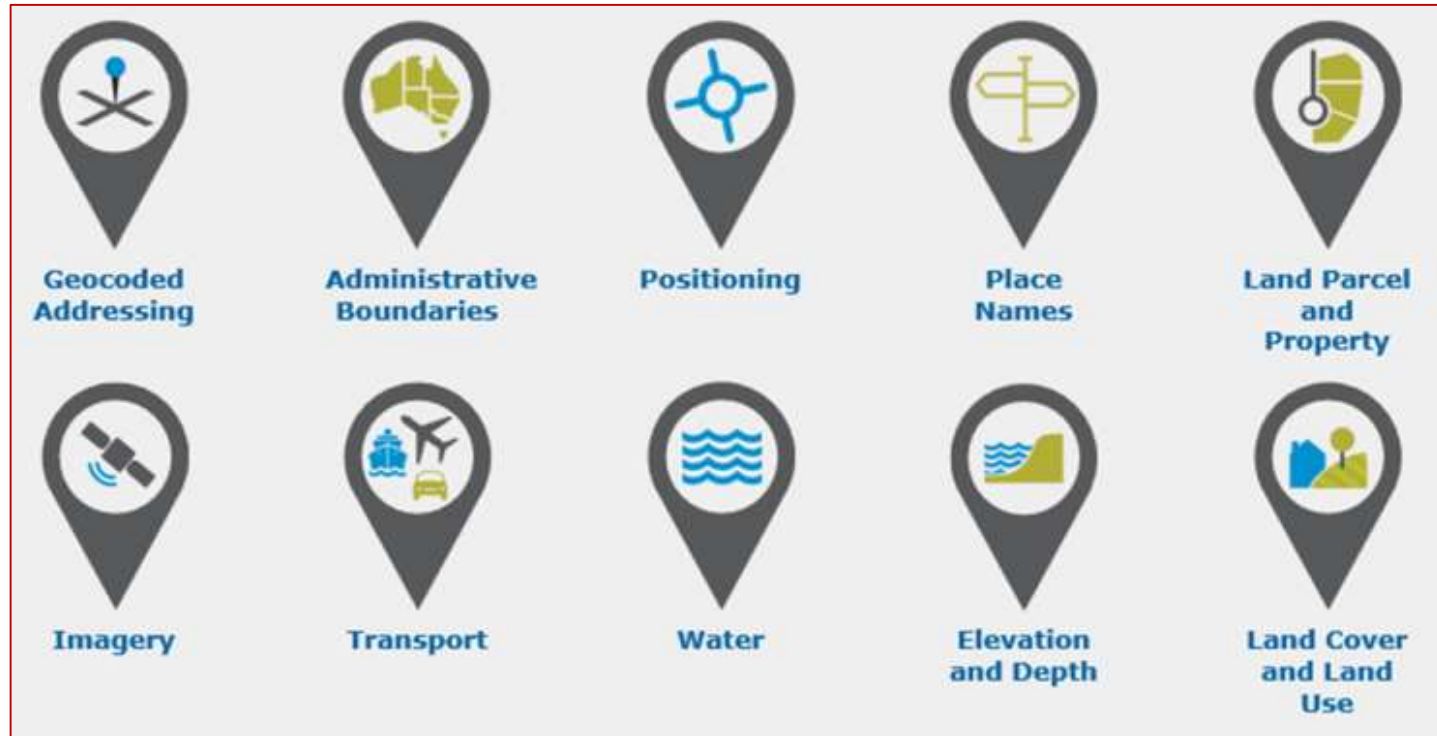 Geocoded
Addressing
Administrative
Boundaries
Positioning
Place
Names
Land Parcel
and
Property
Imagery
Transport
Water
Elevation
and Depth
Land Cover
and Land
Use